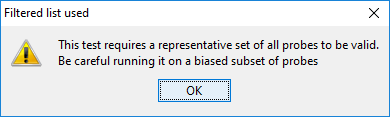 Filtered list used
This test requires a representative set of all probes to be valid.
Be careful running it on a biased subset of probes
OK